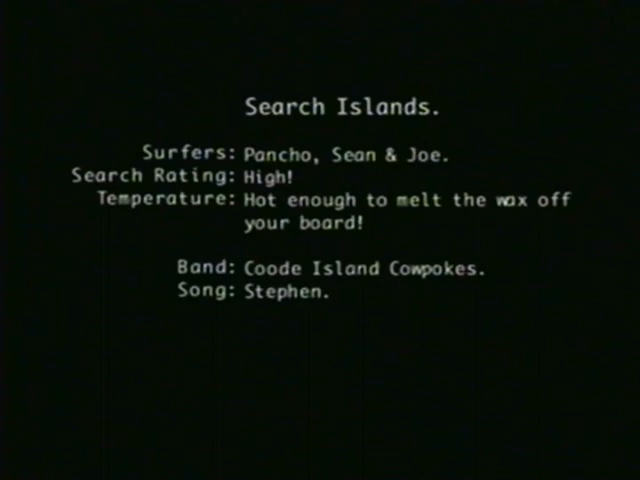 Search Islands.
Surfers: Pancho, Sean & Joe.
Search Rating: High!
Temperature: Hot enough to melt the wax off
your board!
Band: Coode Island Cowpokes.
Song: Stephen.